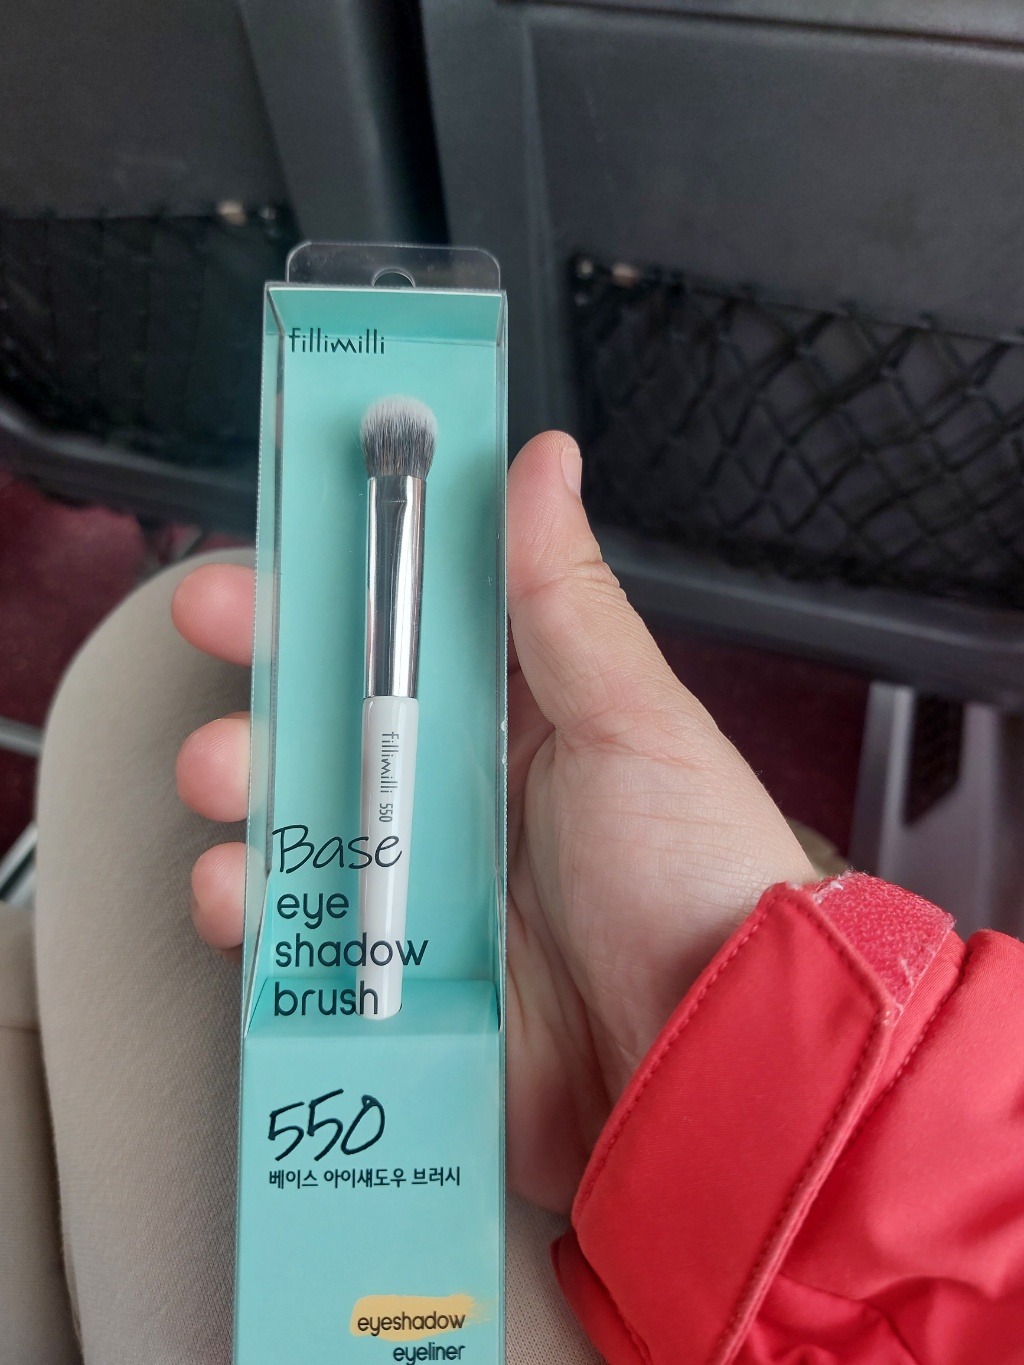 fillimilli
fillimilli 550
Base
eye
shadow
brush
550
베이스 아이섀도우 브러시
eyeshadow
eyeliner